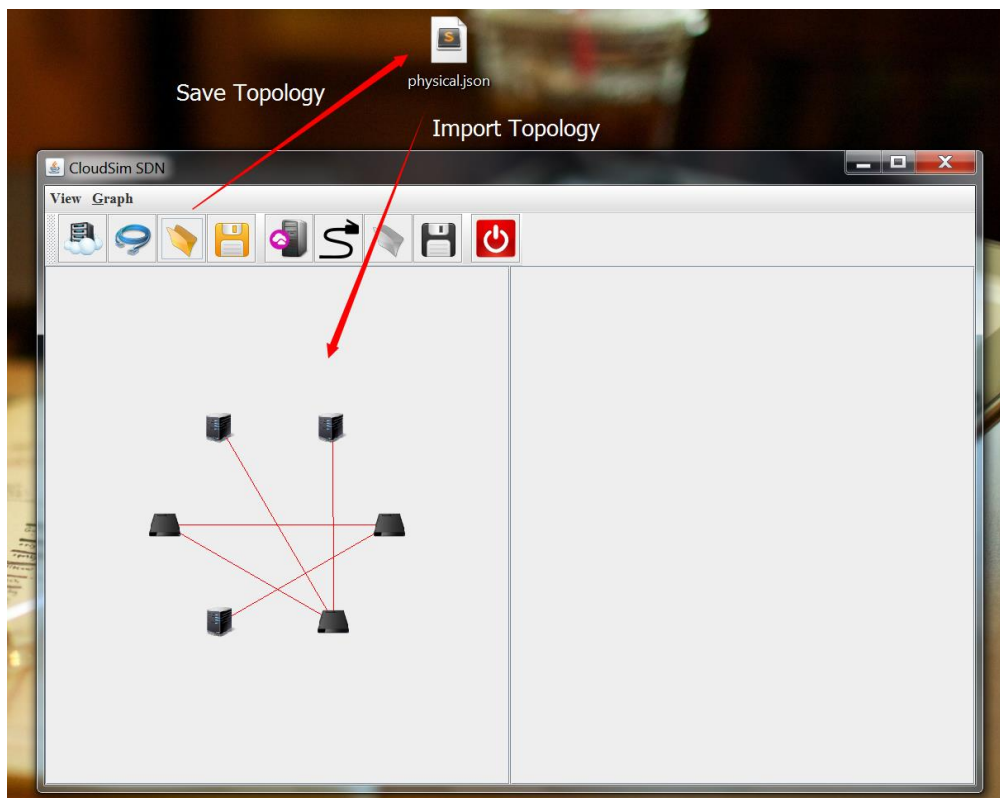 S
physical.json
Save Topology
Import Topology
CloudSim SDN
View Graph